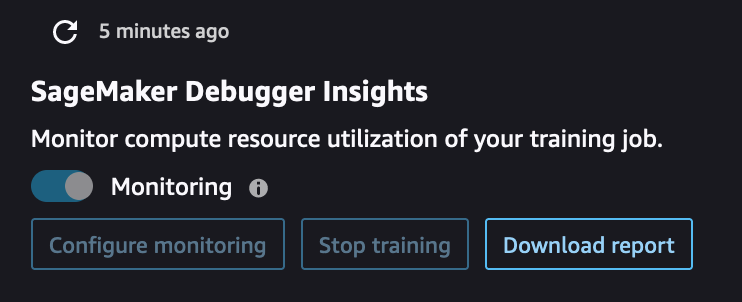 5 minutes ago
SageMaker Debugger Insights
Monitor compute resource utilization of your training job.
Monitoring
Configure monitoring
Stop training
Download report